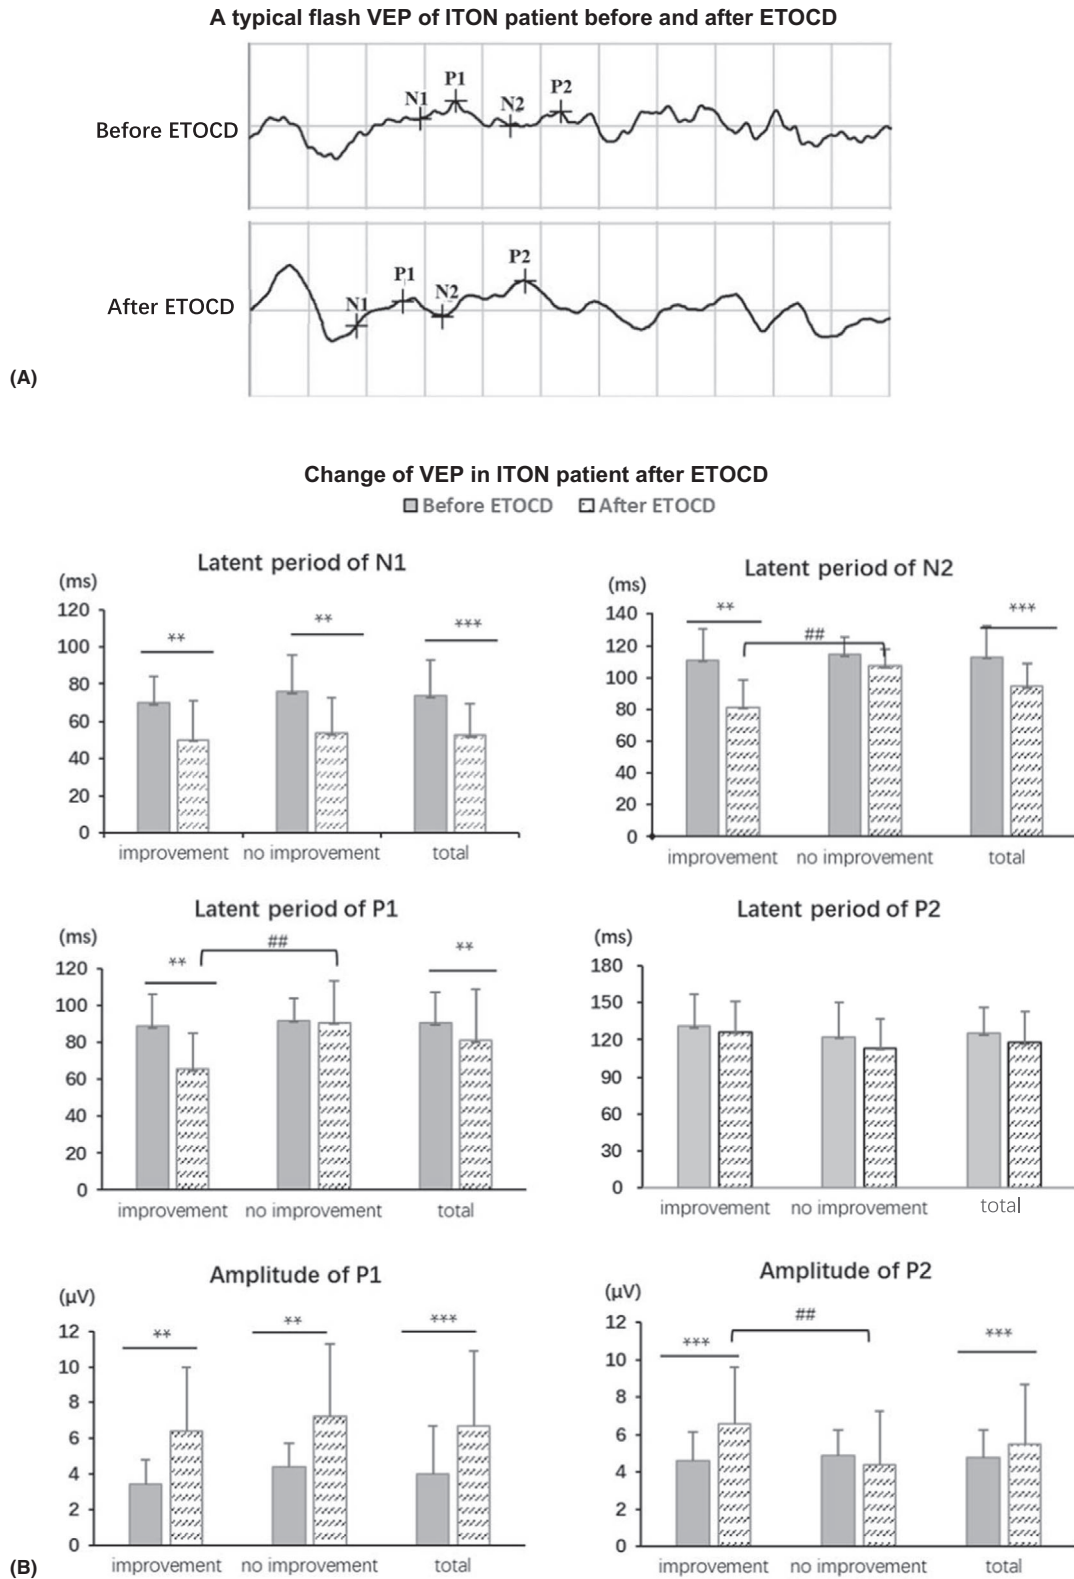 A typical flash VEP of ITON patient before and after ETOCD
Before ETOCD
N1
P1
N2
P2
After ETOCD
N1
P1
N2
P2
(A)
Change of VEP in ITON patient after ETOCD
Before ETOCD After ETOCD
Latent period of N1
(ms)
120
100
80
60
40
20
0
**
**
***
improvement no improvement total
Latent period of N2
(ms)
140
120
100
80
60
40
20
0
**
##
***
improvement no improvement total
Latent period of P1
(ms)
120
100
80
60
40
20
0
**
##
**
improvement no improvement total
Latent period of P2
(ms)
180
150
120
90
60
30
0
improvement no improvement total
Amplitude of P1
(μV)
12
10
8
6
4
2
0
**
**
***
improvement no improvement total
Amplitude of P2
(μV)
12
10
8
6
4
2
0
***
##
***
improvement no improvement total
(B)